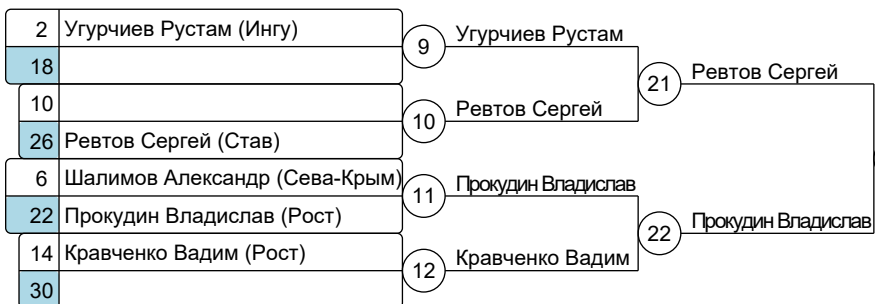 2 Угурчиев Рустам (Ингу)
18
9 Угурчиев Рустам
10
26 Ревтов Сергей (Став)
10 Ревтов Сергей
21 Ревтов Сергей
6 Шалимов Александр (Сева-Крым)
22 Прокудин Владислав (Рост)
11 Прокудин Владислав
14 Кравченко Вадим (Рост)
30
12 Кравченко Вадим
22 Прокудин Владислав